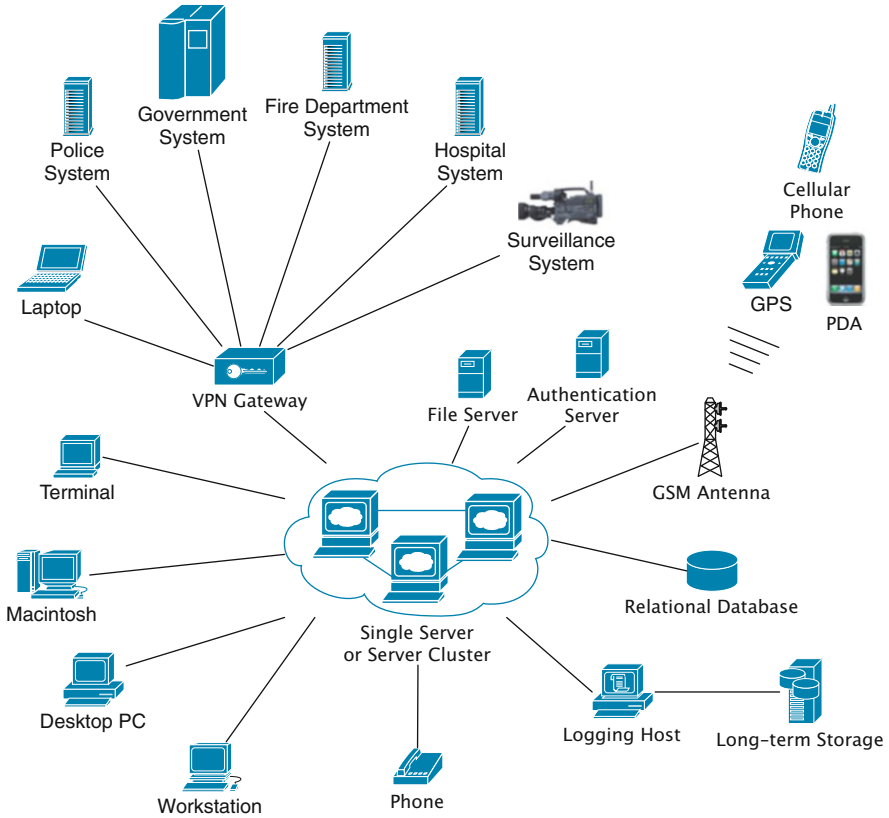 Government
System
Fire Department
System
Police
System
Hospital
System
Cellular
Phone
Surveillance
System
Laptop
GPS
PDA
VPN Gateway
File Server
Authentication
Server
Terminal
GSM Antenna
Macintosh
Relational Database
Single Server
or Server Cluster
Desktop PC
Logging Host
Long-term Storage
Workstation
Phone